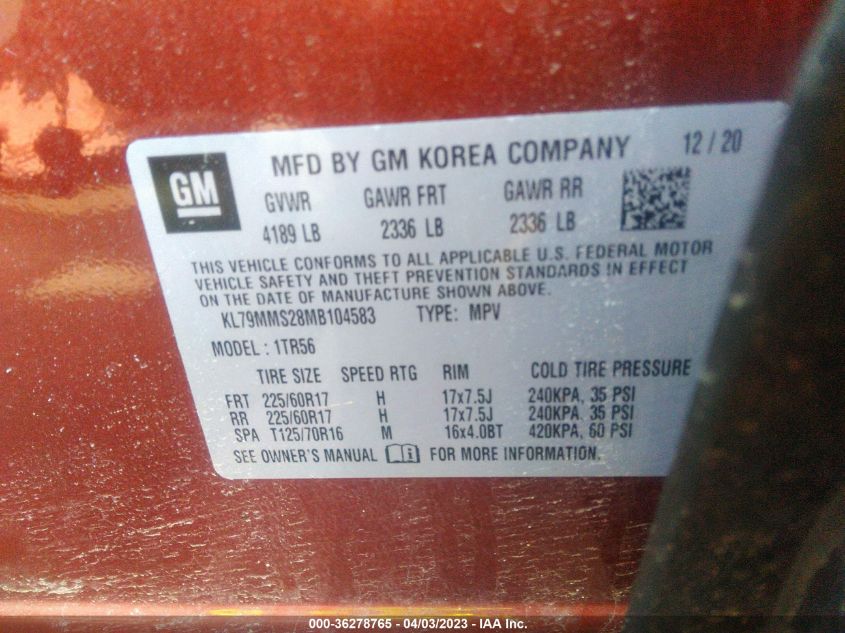 GM
MFD BY GM KOREA COMPANY 12/20
GVWR GAWR FRT GAWR RR
4189 LB 2336 LB 2336 LB
THIS VEHICLE CONFORMS TO ALL APPLICABLE U.S. FEDERAL MOTOR
VEHICLE SAFETY AND THEFT PREVENTION STANDARDS IN EFFECT
ON THE DATE OF MANUFACTURE SHOWN ABOVE.
KL79MMS28MB104583 TYPE: MPV
MODEL : 1TR56
TIRE SIZE SPEED RTG RIM COLD TIRE PRESSURE
FRT 225/60R17 H 17x7.5J 240KPA, 35 PSI
RR 225/60R17 H 17x7.5J 240KPA, 35 PSI
SPA T125/70R16 M 16x4.0BT 420KPA, 60 PSI
SEE OWNER'S MANUAL FOR MORE INFORMATION.
000-36278765 - 04/03/2023 - IAA Inc.